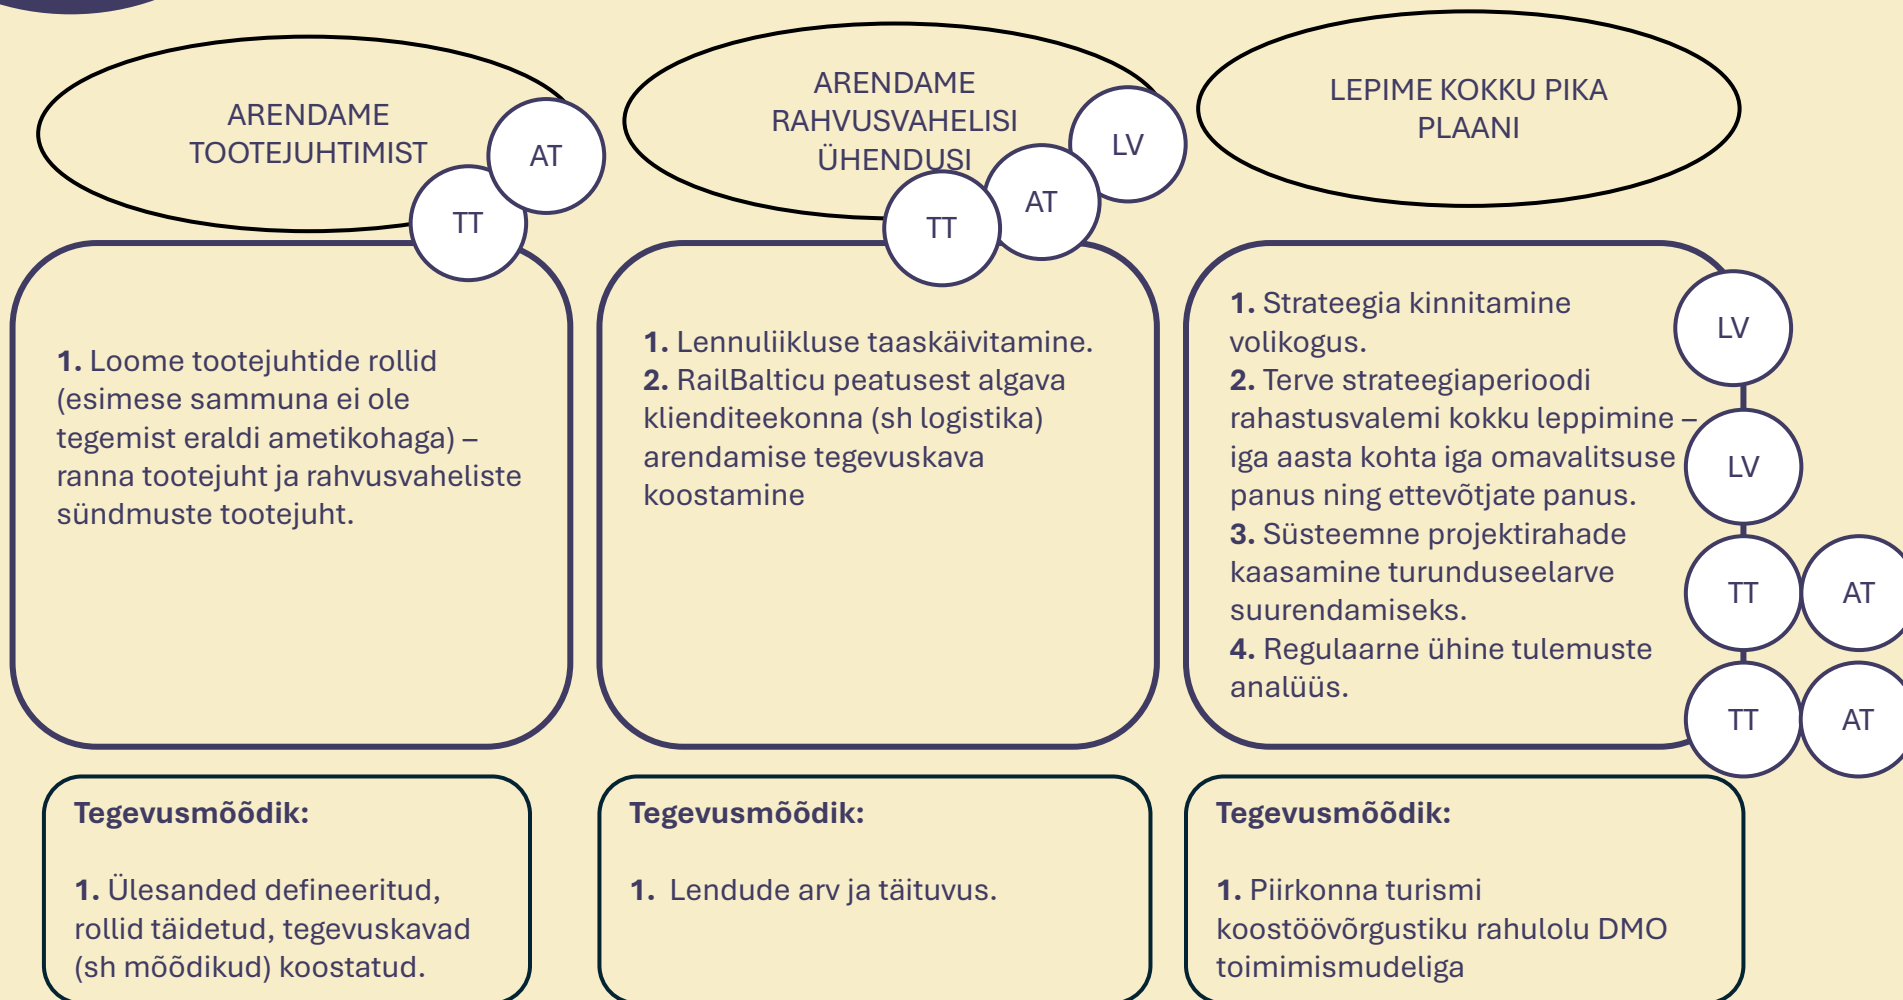 ARENDAME
TOOTEJUHTIMIST
AT
TT
1. Loome tootejuhtide rollid
(esimese sammuna ei ole
tegemist eraldi ametikohaga) –
ranna tootejuht ja rahvusvaheliste
sündmuste tootejuht.
Tegevusmõõdik:
1. Ülesanded defineeritud,
rollid täidetud, tegevuskavad
(sh mõõdikud) koostatud.
ARENDAME
RAHVUSVAHELISI
ÜHENDUSI
LV
AT
TT
1. Lennuliikluse taaskäivitamine.
2. RailBalticu peatusest algava
klienditeekonna (sh logistika)
arendamise tegevuskava
koostamine
Tegevusmõõdik:
1. Lendude arv ja täituvus.
LEPIME KOKKU PIKA
PLAANI
1. Strateegia kinnitamine
volikogus.
2. Terve strateegiaperioodi
rahastusvalemi kokku leppimine –
iga aasta kohta iga omavalitsuse
panus ning ettevõtjate panus.
3. Süsteemne projektirahade
kaasamine turunduseelarve
suurendamiseks.
4. Regulaarne ühine tulemuste
analüüs.
LV
LV
TT AT
TT AT
Tegevusmõõdik:
1. Piirkonna turismi
koostöövõrgustiku rahulolu DMO
toimimismudeliga